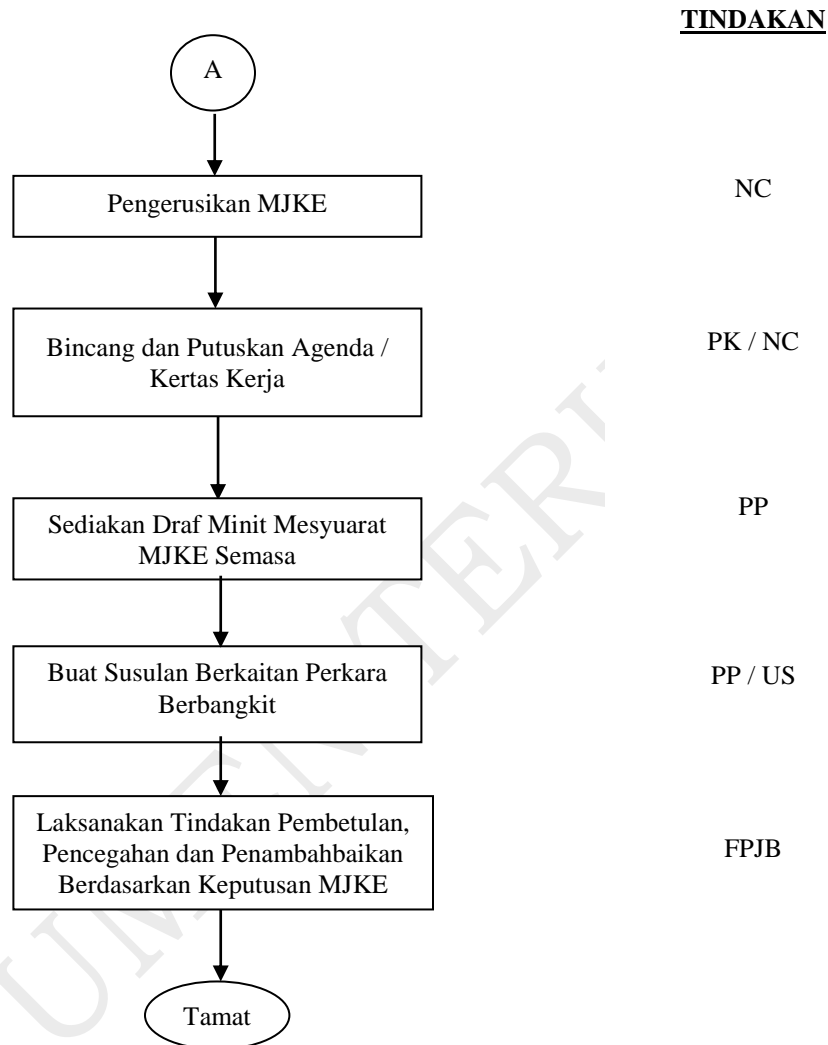 TINDAKAN
A
Pengerusikan MJKE
NC
Bincang dan Putuskan Agenda /
Kertas Kerja
PK / NC
Sediakan Draf Minit Mesyuarat
MJKE Semasa
PP
Buat Susulan Berkaitan Perkara
Berbangkit
PP / US
Laksanakan Tindakan Pembetulan,
Pencegahan dan Penambahbaikan
Berdasarkan Keputusan MJKE
FPJB
Tamat